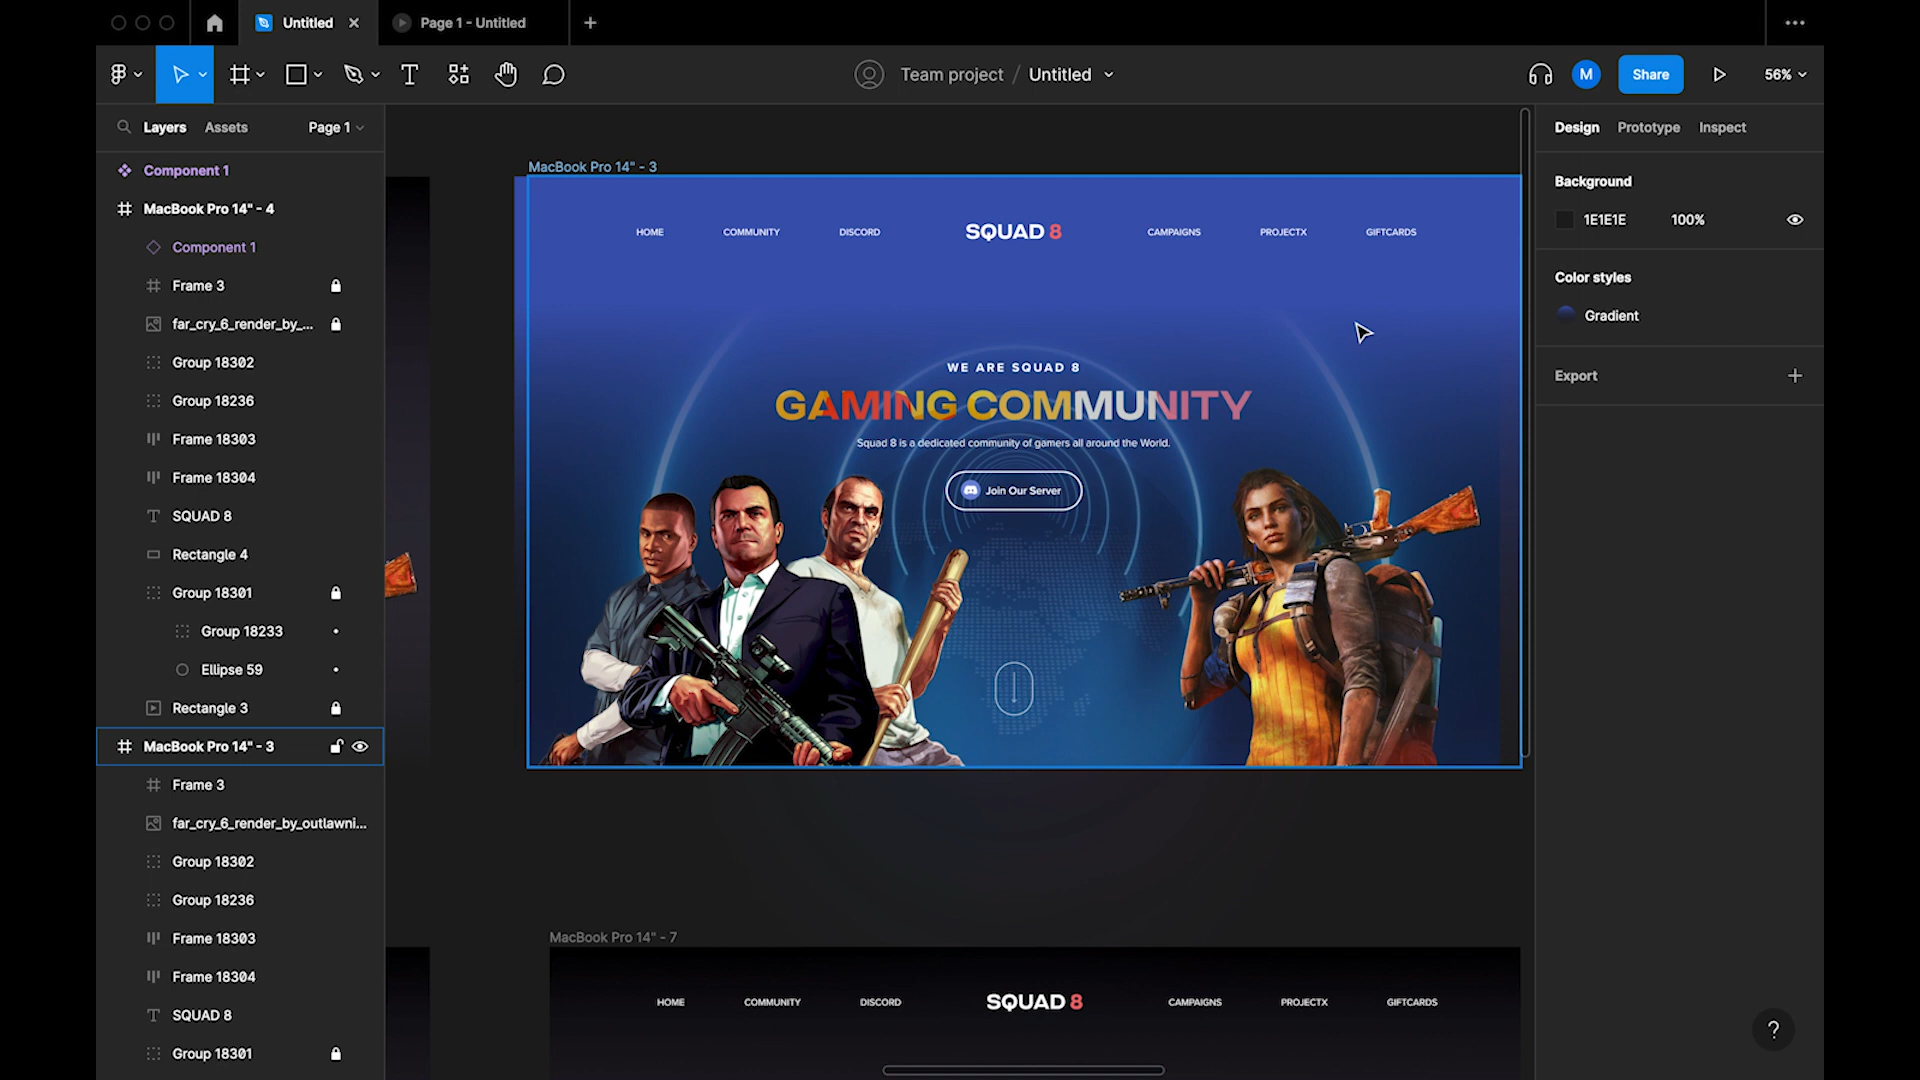 Untitled
Page 1 - Untitled
Team project / Untitled
M
Share
56%
Layers
Assets
Page 1
Component 1
MacBook Pro 14" - 4
Component 1
Frame 3
far_cry_6_render_by_...
Group 18302
Group 18236
Frame 18303
Frame 18304
SQUAD 8
Rectangle 4
Group 18301
Group 18233
Ellipse 59
Rectangle 3
MacBook Pro 14" - 3
Frame 3
far_cry_6_render_by_outlawni...
Group 18302
Group 18236
Frame 18303
Frame 18304
SQUAD 8
Group 18301
MacBook Pro 14" - 3
HOME
COMMUNITY
DISCORD
SQUAD 8
CAMPAIGNS
PROJECTX
GIFTCARDS
WE ARE SQUAD 8
GAMING COMMUNITY
Squad 8 is a dedicated community of gamers all around the World.
Join Our Server
MacBook Pro 14" - 7
HOME
COMMUNITY
DISCORD
SQUAD 8
CAMPAIGNS
PROJECTX
GIFTCARDS
Design
Prototype
Inspect
Background
1E1E1E
100%
Color styles
Gradient
Export
?